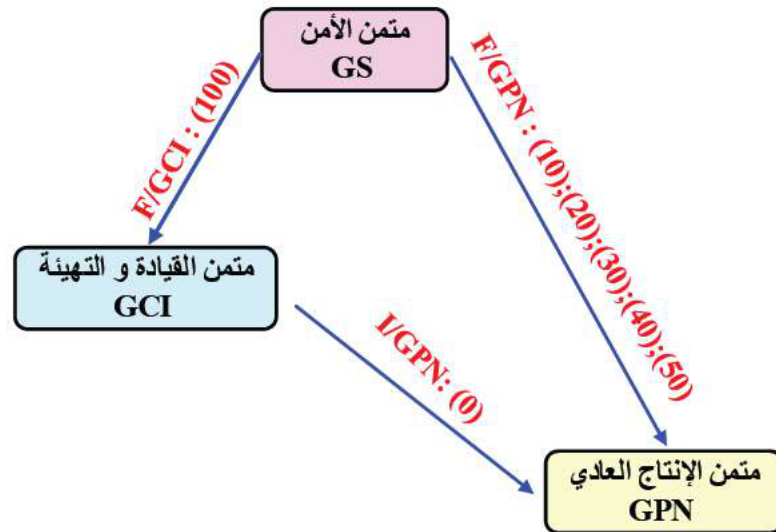 متمن الأمن
GS
F/GCI : (100)
F/GPN : (10);(20);(30);(40);(50)
متمن القيادة و التهيئة
GCI
I/GPN: (0)
متمن الإنتاج العادي
GPN